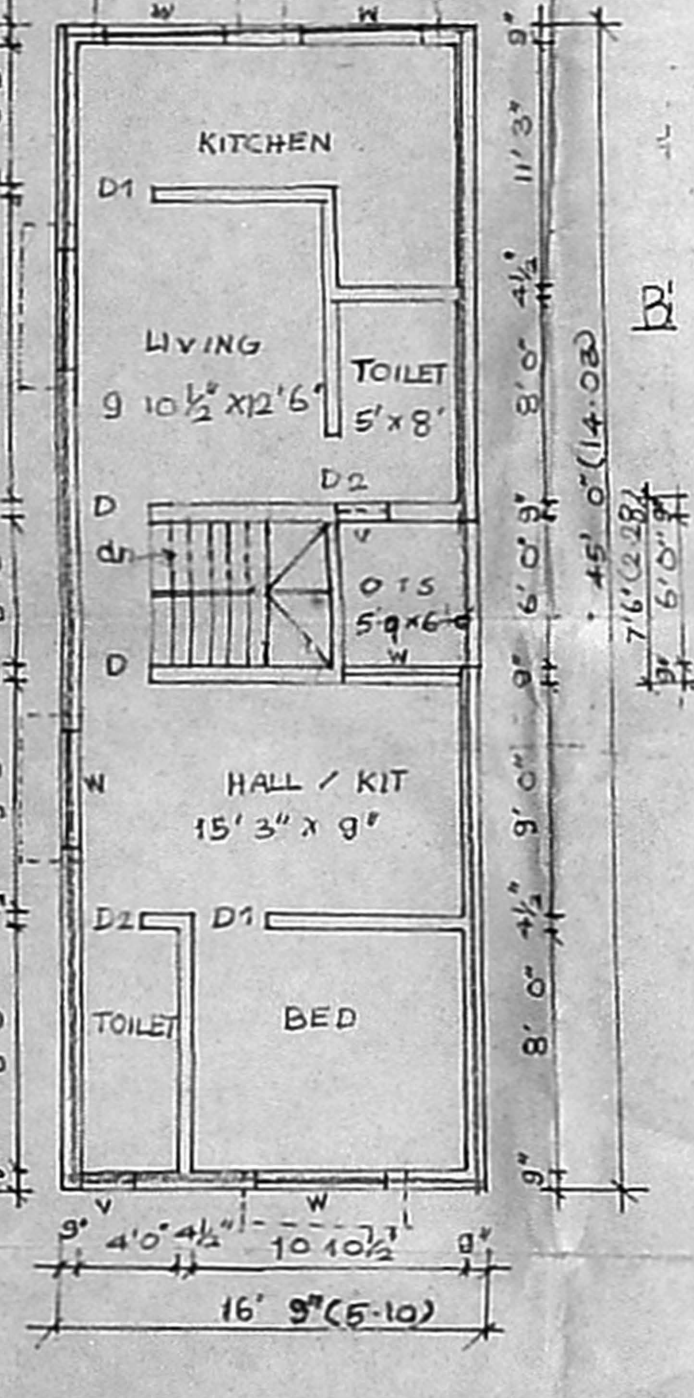 W
W
KITCHEN
D1
LIVING
9 10½" X12'6"
TOILET
5' x 8'
D2
D
V
OTS
D
W
W
HALL / KIT
15' 3" X 9"
D2
D1
TOILET
BED
V
W
9" 4'0" 4½" 10 10½" 9"
16' 9" (5·10)
9"
11' 3"
4½"
8' 0"
9"
6' 0"
9"
9' 0"
4½"
8' 0"
9"
45' 0" (14.03)
7'6" (2.28)
6'0"
9"
B